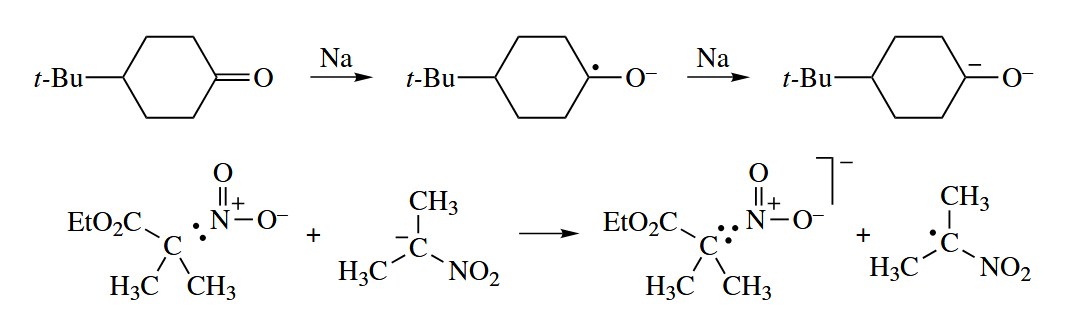 t-Bu O Na t-Bu • O– Na t-Bu – O–
O O –
EtO2C N+ – O– CH3 EtO2C N+ – O– CH3
C + – C C + • C
H3C CH3 H3C NO2 H3C CH3 H3C NO2